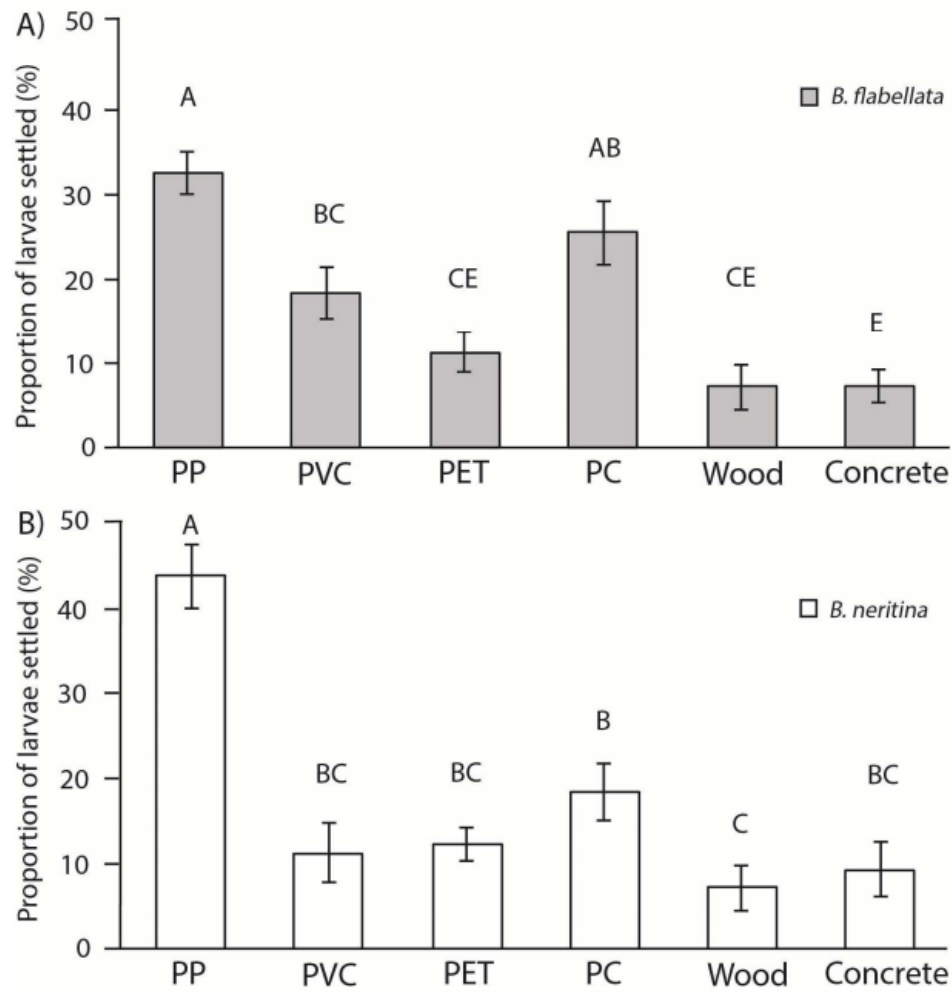 A)
Proportion of larvae settled (%)
50
40
30
20
10
0
A
BC
CE
AB
CE
E
B. flabellata
PP PVC PET PC Wood Concrete
B)
Proportion of larvae settled (%)
50
40
30
20
10
0
A
BC
BC
B
C
BC
B. neritina
PP PVC PET PC Wood Concrete